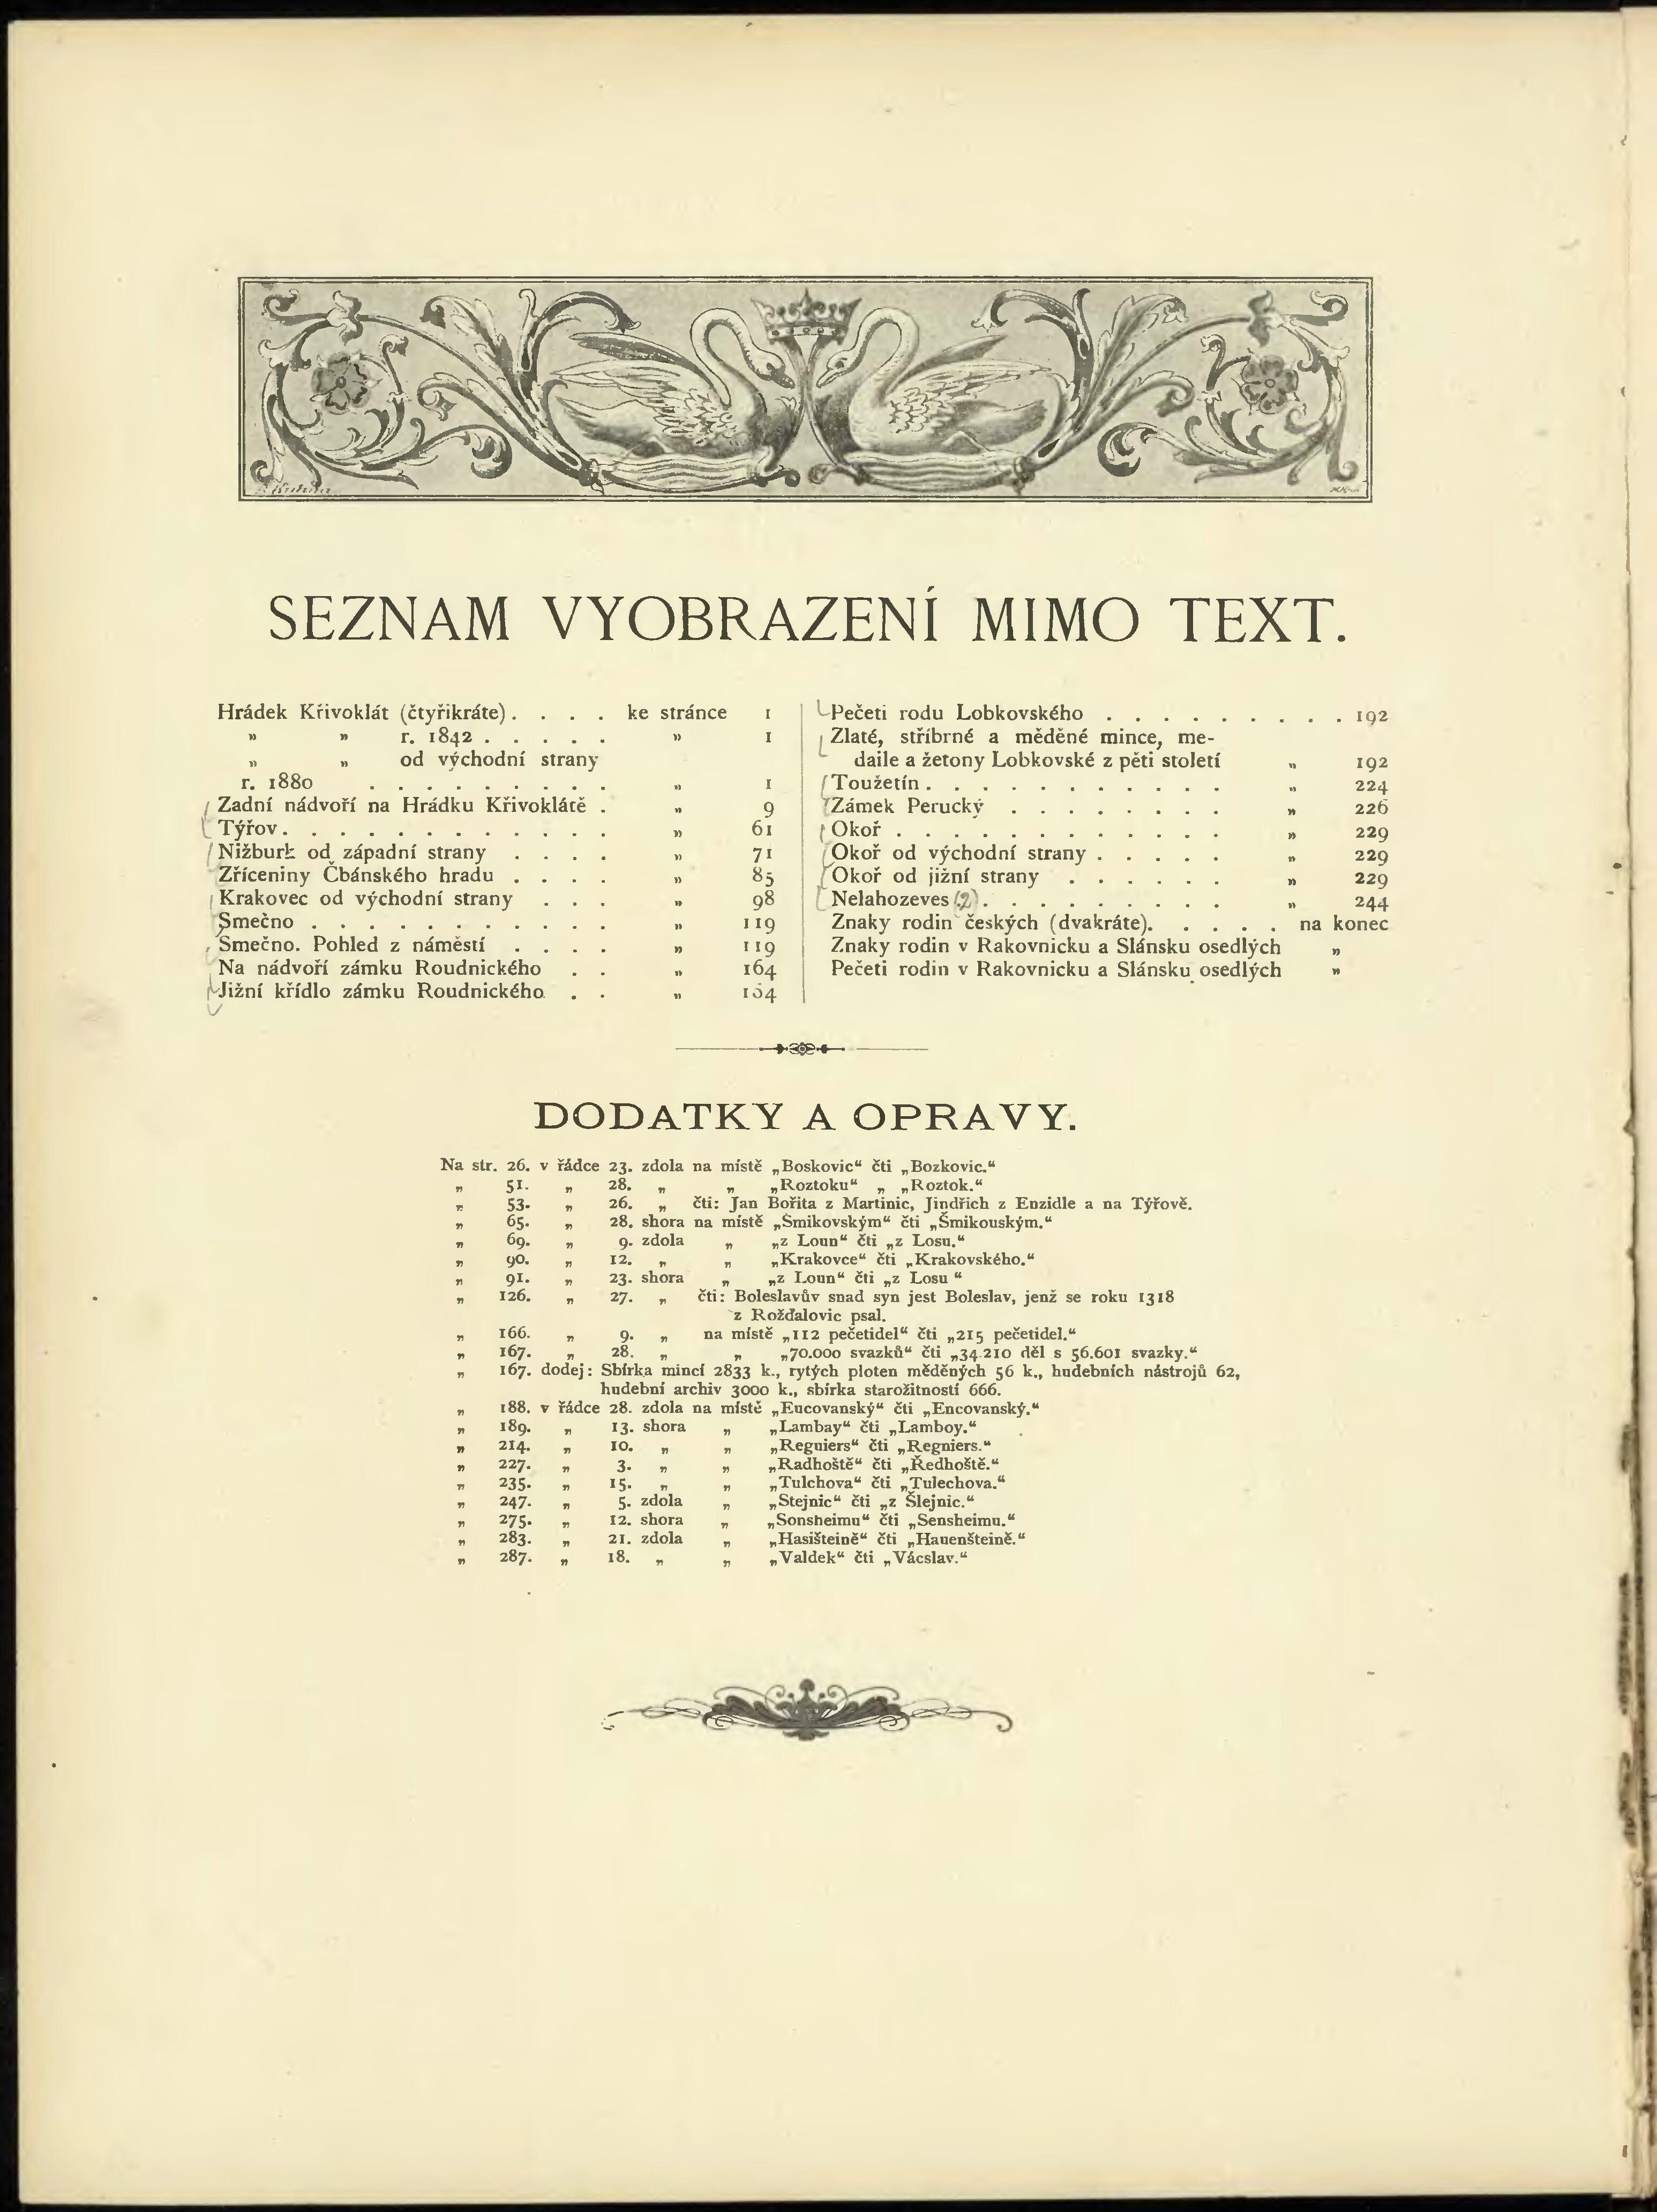 SEZNAM VYOBRAZENÍ MIMO TEXT.
Hrádek Křivoklát (čtyřikráte) . . . . ke stránce 1
„ „ r. 1842 . . . . . „ 1
„ „ od východní strany
r. 1880 . . . . . . . . . „ 1
Zadní nádvoří na Hrádku Křivoklátě . „ 9
Týřov . . . . . . . . . . . . „ 61
Nižburk od západní strany . . . . „ 71
Zříceniny Čbánského hradu . . . . „ 85
Krakovec od východní strany . . . „ 98
Smečno . . . . . . . . . . . „ 119
Smečno. Pohled z náměstí . . . . „ 119
Na nádvoří zámku Roudnického . . „ 164
Jižní křídlo zámku Roudnického . . „ 164
Pečeti rodu Lobkovského . . . . . . . . . 192
Zlaté, stříbrné a měděné mince, me-
daile a žetony Lobkovské z pěti století „ 192
Toužetín . . . . . . . . . . . „ 224
Zámek Perucký . . . . . . . . „ 226
Okoř . . . . . . . . . . . . „ 229
Okoř od východní strany . . . . . „ 229
Okoř od jižní strany . . . . . . „ 229
Nelahozeves (2) . . . . . . . . . „ 244
Znaky rodin českých (dvakráte) . . . . . na konec
Znaky rodin v Rakovnicku a Slánsku osedlých „
Pečeti rodin v Rakovnicku a Slánsku osedlých „
DODATKY A OPRAVY.
Na str. 26. v řádce 23. zdola na místě „Boskovic“ čti „Bozkovic.“
„ 51. „ 28. „ „ „Roztoku“ „ „Roztok.“
„ 53. „ 26. „ čti: Jan Bořita z Martinic, Jindřich z Enzidle a na Týřově.
„ 65. „ 28. shora na místě „Smikovským“ čti „Šmikouským.“
„ 69. „ 9. zdola „ „z Loun“ čti „z Losu.“
„ 90. „ 12. „ „ „Krakovce“ čti „Krakovského.“
„ 91. „ 23. shora „ „z Loun“ čti „z Losu “
„ 126. „ 27. „ čti: Boleslavův snad syn jest Boleslav, jenž se roku 1318
z Rožďalovic psal.
„ 166. „ 9. „ na místě „112 pečetidel“ čti „215 pečetidel.“
„ 167. „ 28. „ „ „70.000 svazků“ čti „34.210 děl s 56.601 svazky.“
„ 167. dodej: Sbírka mincí 2833 k., rytých ploten měděných 56 k., hudebních nástrojů 62,
hudební archiv 3000 k., sbírka starožitností 666.
„ 188. v řádce 28. zdola na místě „Eucovanský“ čti „Encovanský.“
„ 189. „ 13. shora „ „Lambay“ čti „Lamboy.“
„ 214. „ 10. „ „ „Reguiers“ čti „Regniers.“
„ 227. „ 3. „ „ „Radhoště“ čti „Ředhoště.“
„ 235. „ 15. „ „ „Tulchova“ čti „Tulechova.“
„ 247. „ 5. zdola „ „Stejnic“ čti „z Šlejnic.“
„ 275. „ 12. shora „ „Sonsheimu“ čti „Sensheimu.“
„ 283. „ 21. zdola „ „Hasišteině“ čti „Hauenšteině.“
„ 287. „ 18. „ „ „Valdek“ čti „Vácslav.“